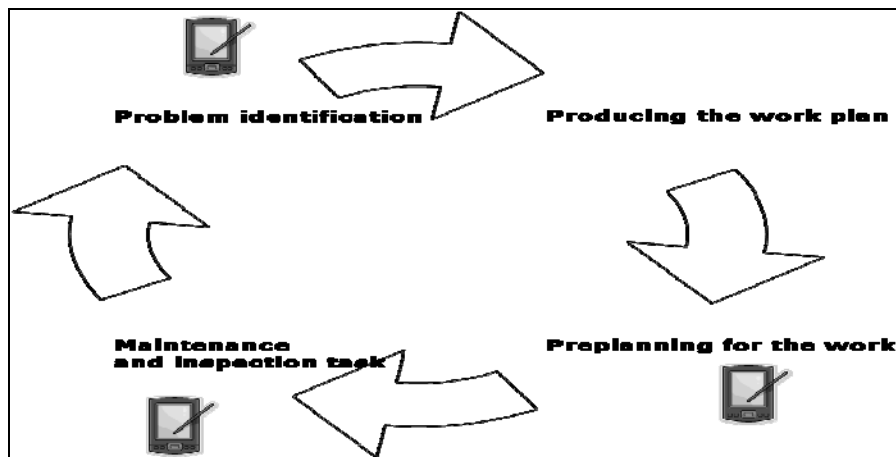 Problem identification
Producing the work plan
Maintenance
and inspection task
Preplanning for the work